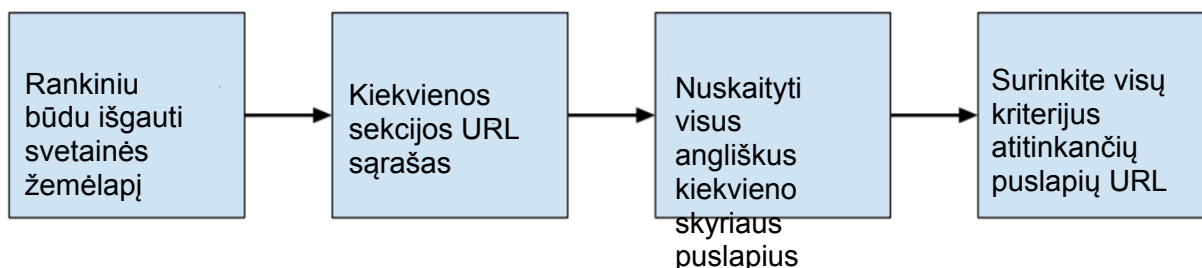 Rankiniu
būdu išgauti
svetainės
žemėlapį
Kiekvienos
sekcijos URL
sąrašas
Nuskaityti
visus
angliškus
kiekvieno
skyriaus
puslapius
Surinkite visų
kriterijus
atitinkančių
puslapių URL